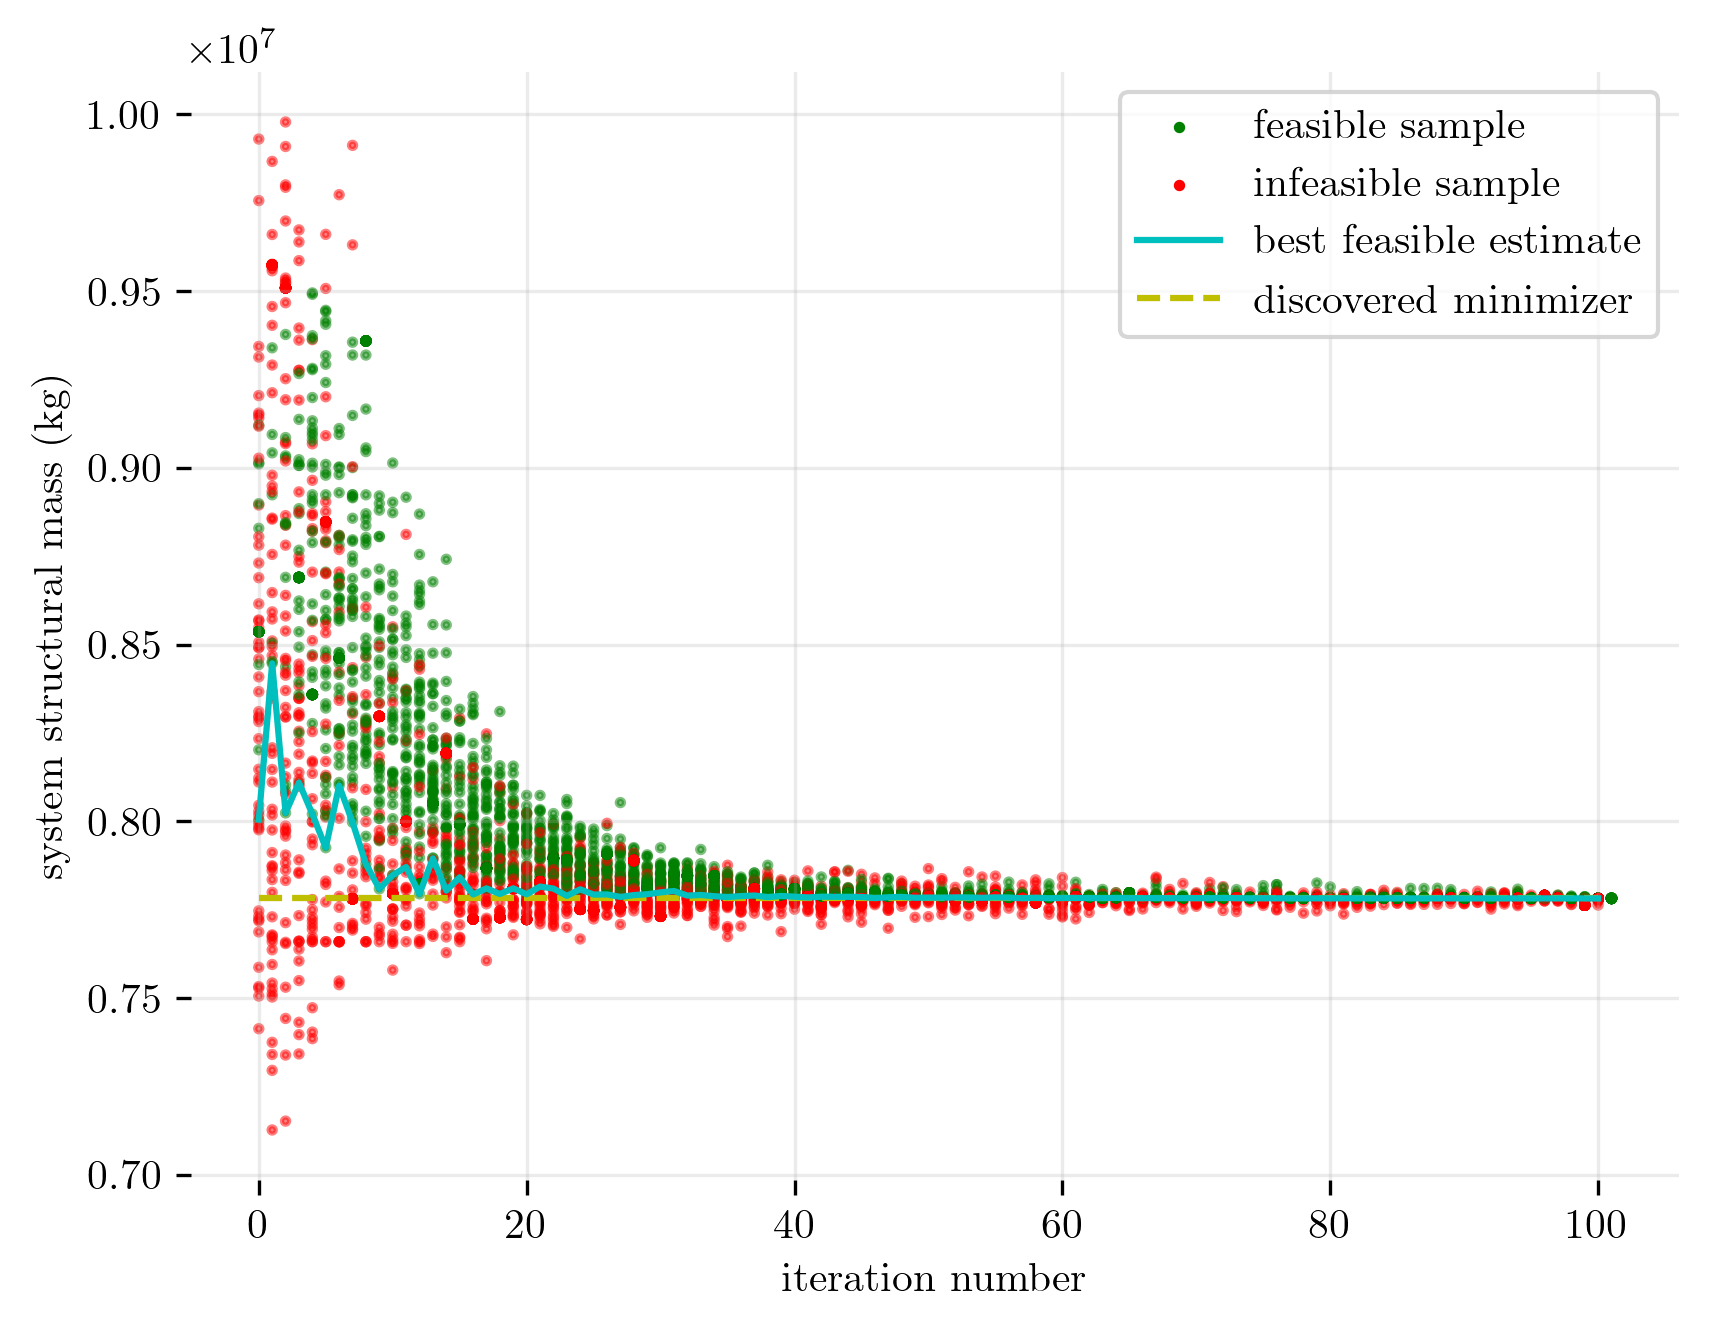 ×10⁷
1.00
0.95
0.90
0.85
0.80
0.75
0.70
system structural mass (kg)
0 20 40 60 80 100
iteration number
feasible sample
infeasible sample
best feasible estimate
discovered minimizer